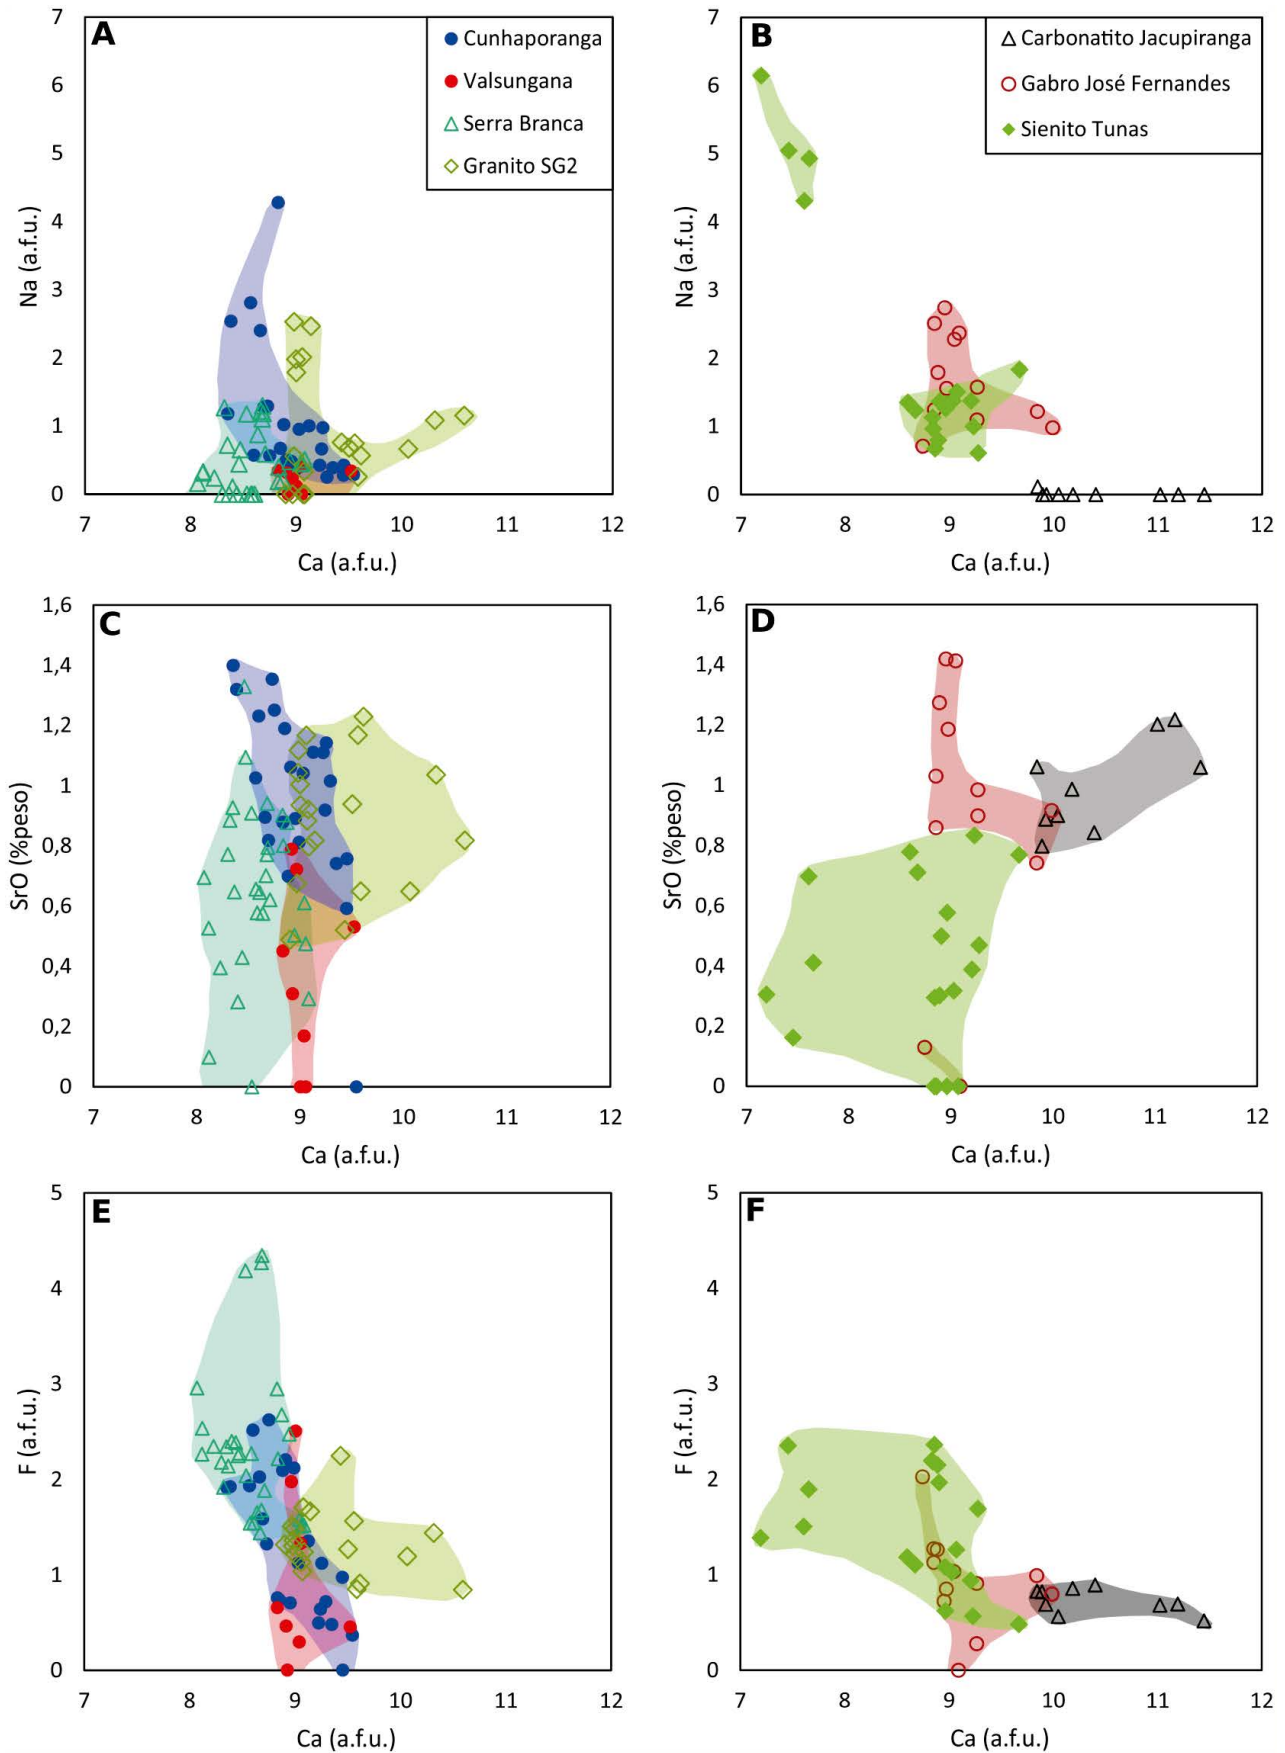 A
Cunhaporanga
Valsungana
Serra Branca
Granito SG2
7
6
5
4
3
2
1
0
Na (a.f.u.)
7 8 9 10 11 12
Ca (a.f.u.)
B
Carbonatito Jacupiranga
Gabro José Fernandes
Sienito Tunas
7
6
5
4
3
2
1
0
Na (a.f.u.)
7 8 9 10 11 12
Ca (a.f.u.)
C
1,6
1,4
1,2
1
0,8
0,6
0,4
0,2
0
SrO (%peso)
7 8 9 10 11 12
Ca (a.f.u.)
D
1,6
1,4
1,2
1
0,8
0,6
0,4
0,2
0
SrO (%peso)
7 8 9 10 11 12
Ca (a.f.u.)
E
5
4
3
2
1
0
F (a.f.u.)
7 8 9 10 11 12
Ca (a.f.u.)
F
5
4
3
2
1
0
F (a.f.u.)
7 8 9 10 11 12
Ca (a.f.u.)